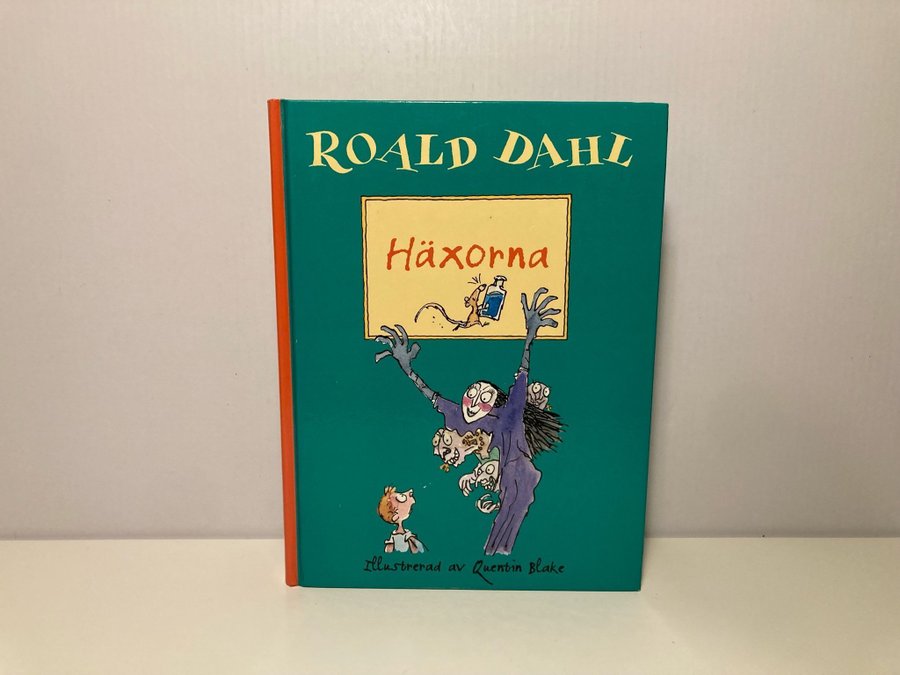 ROALD DAHL
Häxorna
Illustrerad av Quentin Blake